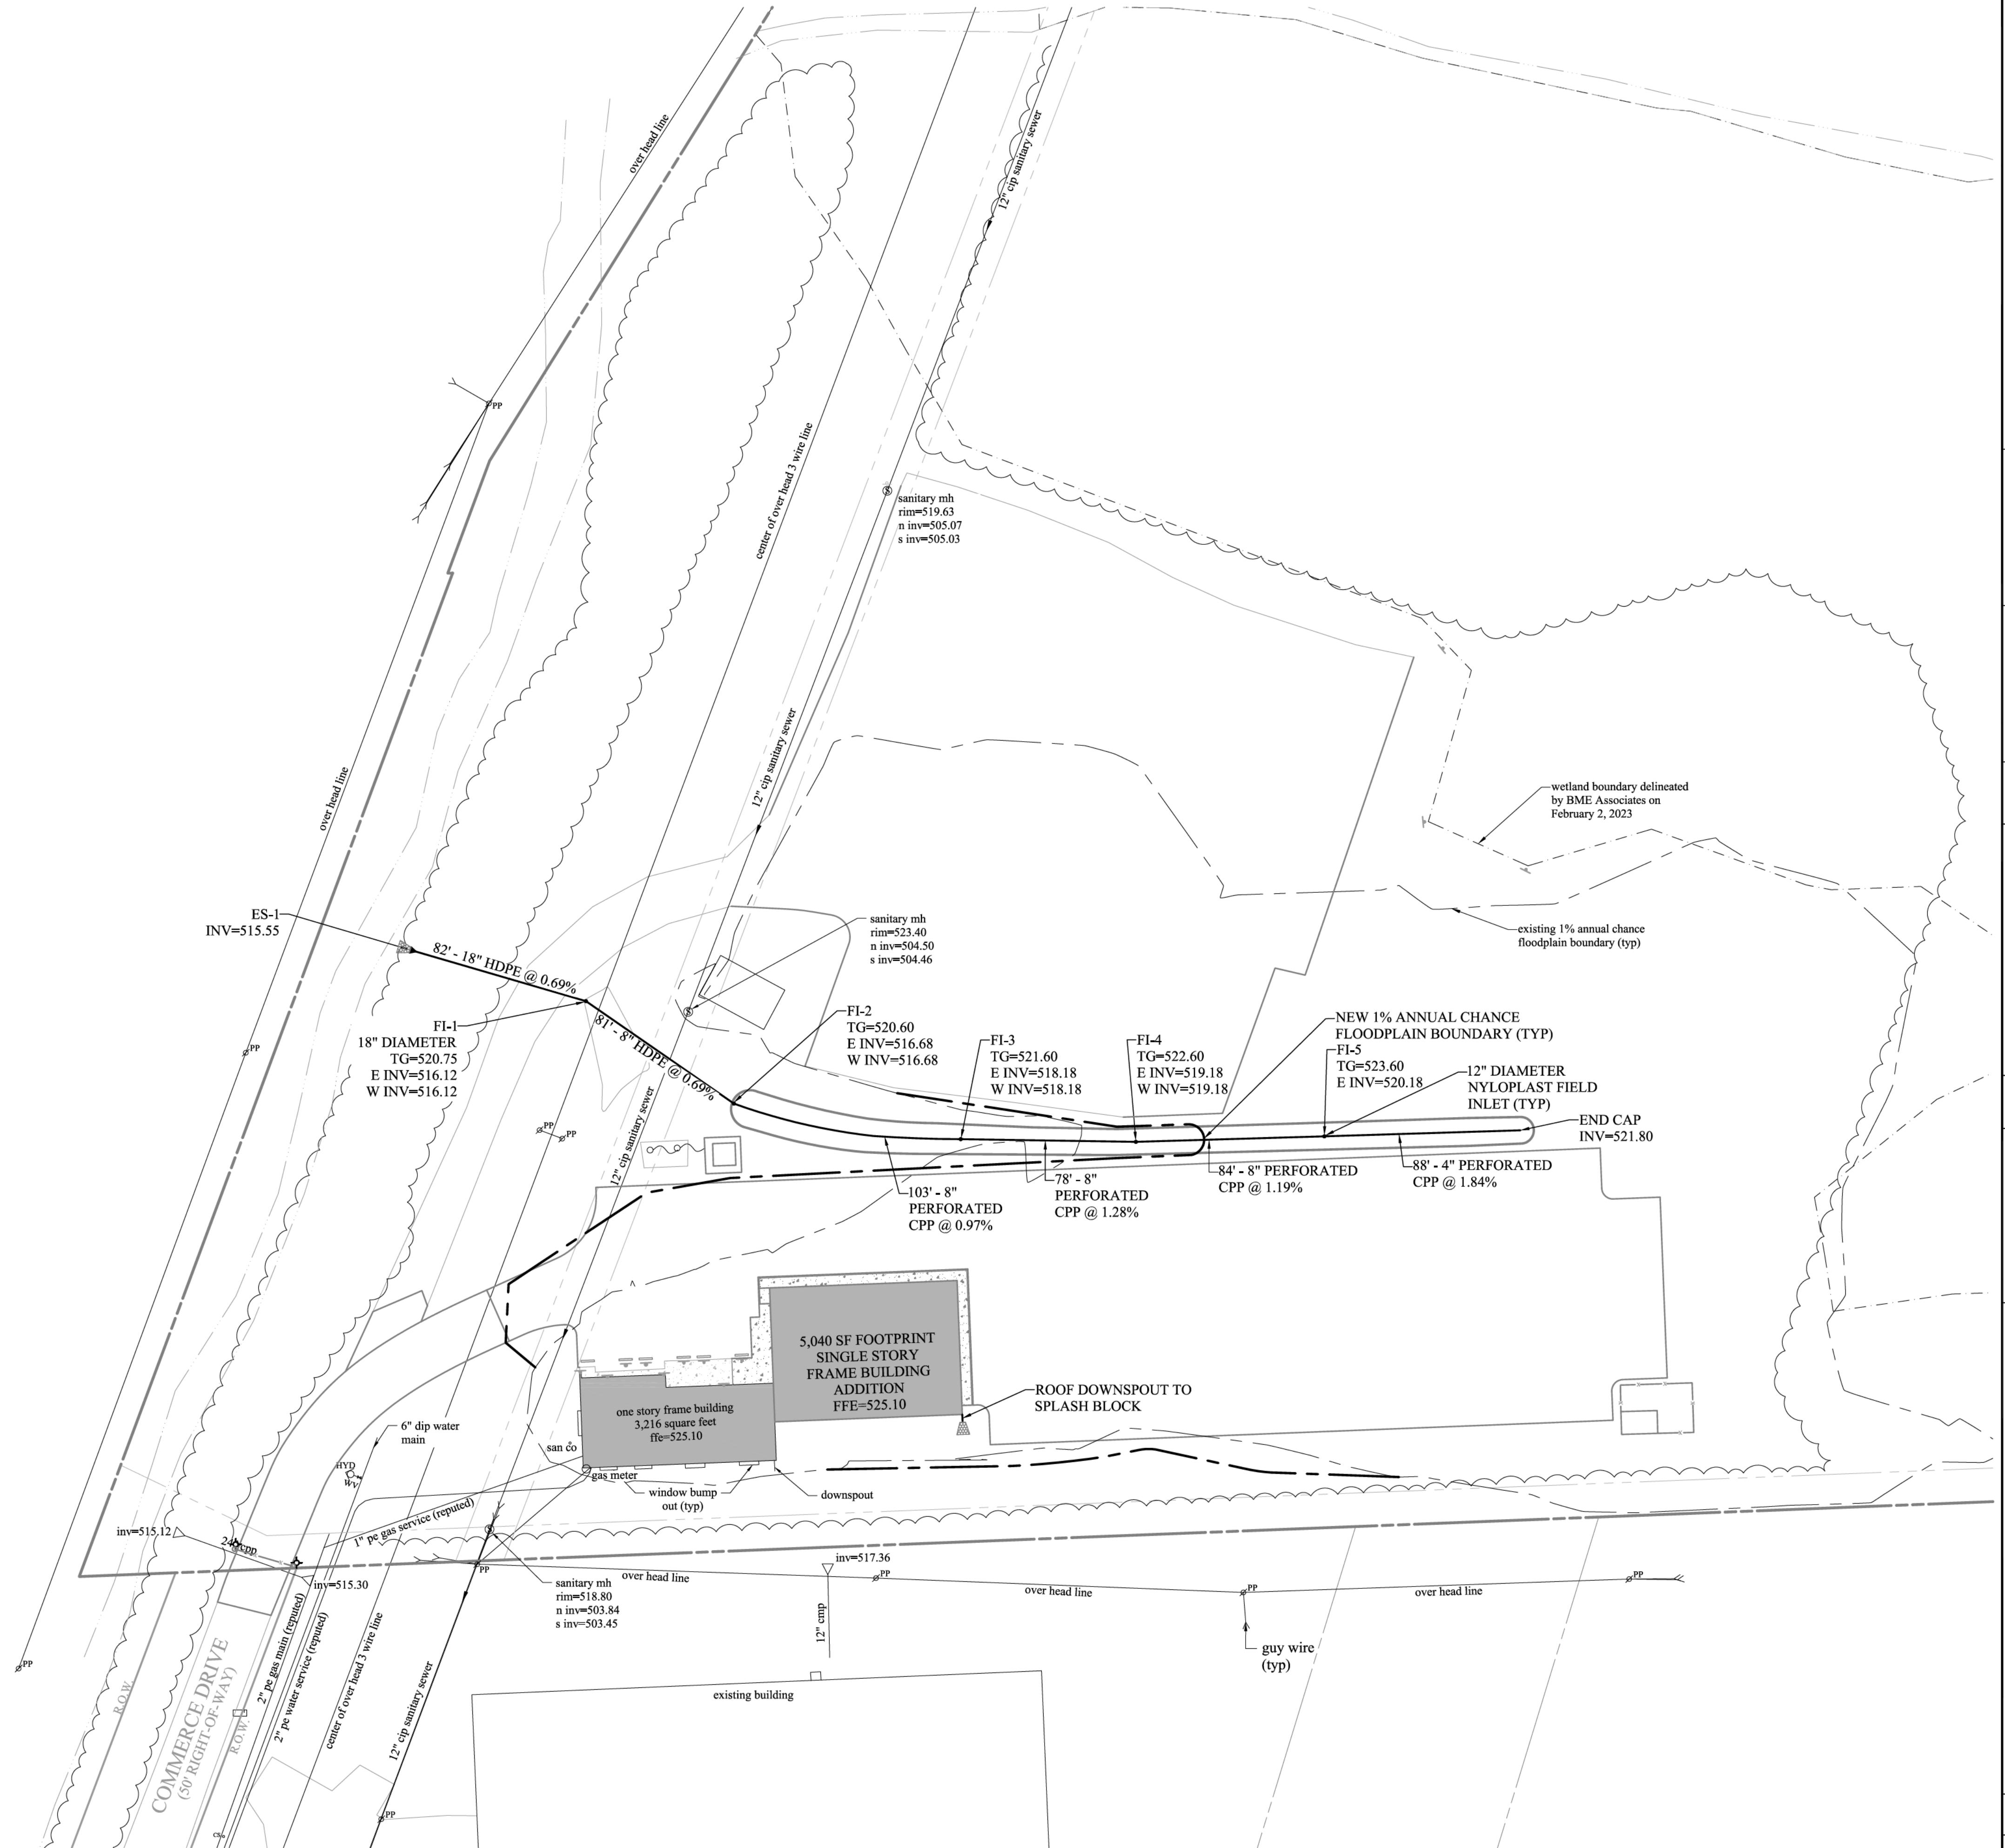 over head line
12" cip sanitary sewer
PP
center of over head 3 wire line
sanitary mh
rim=519.63
n inv=505.07
s inv=505.03
over head line
12" cip sanitary sewer
wetland boundary delineated
by BME Associates on
February 2, 2023
existing 1% annual chance
floodplain boundary (typ)
ES-1
INV=515.55
82' - 18" HDPE @ 0.69%
sanitary mh
rim=523.40
n inv=504.50
s inv=504.46
FI-1
18" DIAMETER
TG=520.75
E INV=516.12
W INV=516.12
81' - 8" HDPE @ 0.69%
PP
FI-2
TG=520.60
E INV=516.68
W INV=516.68
FI-3
TG=521.60
E INV=518.18
W INV=518.18
FI-4
TG=522.60
E INV=519.18
W INV=519.18
NEW 1% ANNUAL CHANCE
FLOODPLAIN BOUNDARY (TYP)
FI-5
TG=523.60
E INV=520.18
12" DIAMETER
NYLOPLAST FIELD
INLET (TYP)
END CAP
INV=521.80
PP
PP
12" cip sanitary sewer
103' - 8"
PERFORATED
CPP @ 0.97%
78' - 8"
PERFORATED
CPP @ 1.28%
84' - 8" PERFORATED
CPP @ 1.19%
88' - 4" PERFORATED
CPP @ 1.84%
5,040 SF FOOTPRINT
SINGLE STORY
FRAME BUILDING
ADDITION
FFE=525.10
one story frame building
3,216 square feet
ffe=525.10
ROOF DOWNSPOUT TO
SPLASH BLOCK
6" dip water
main
san co
HYD
WV
gas meter
window bump
out (typ)
downspout
1" pe gas service (reputed)
inv=515.12
24" cpp
inv=515.30
PP
sanitary mh
rim=518.80
n inv=503.84
s inv=503.45
over head line
inv=517.36
12" cmp
PP
over head line
PP
over head line
PP
guy wire
(typ)
PP
R.O.W.
COMMERCE DRIVE
(50' RIGHT-OF-WAY)
R.O.W.
2" pe gas main (reputed)
2" pe water service (reputed)
center of over head 3 wire line
12" cip sanitary sewer
existing building
PP